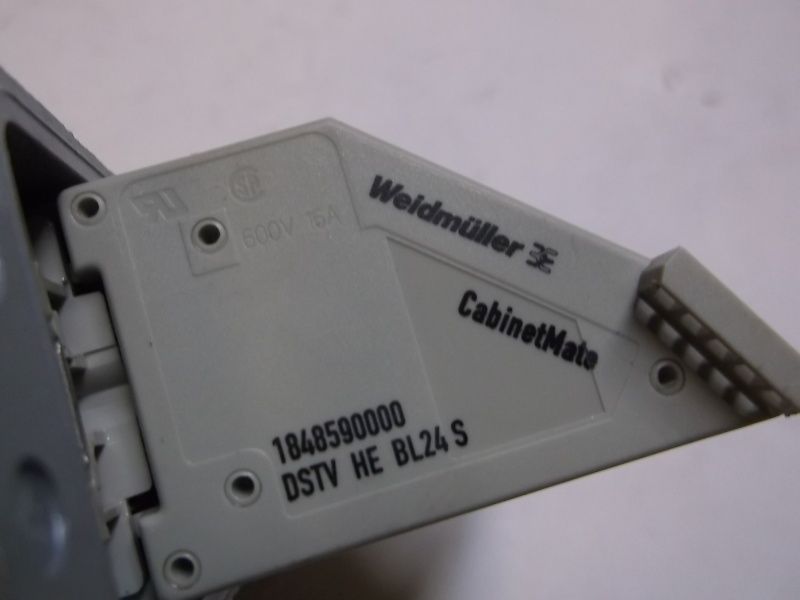 600V 15A
Weidmüller
CabinetMate
1848590000
DSTV HE BL24 S